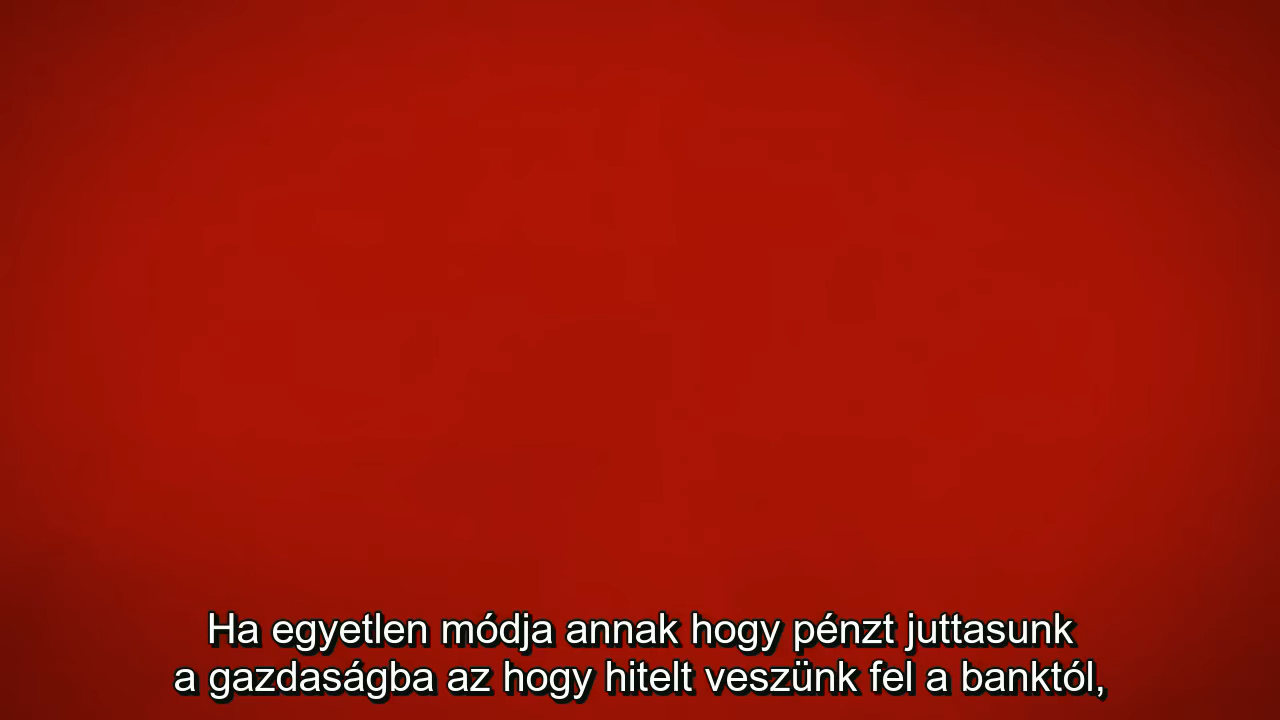 Ha egyetlen módja annak hogy pénzt juttasunk
a gazdaságba az hogy hitelt veszünk fel a banktól,